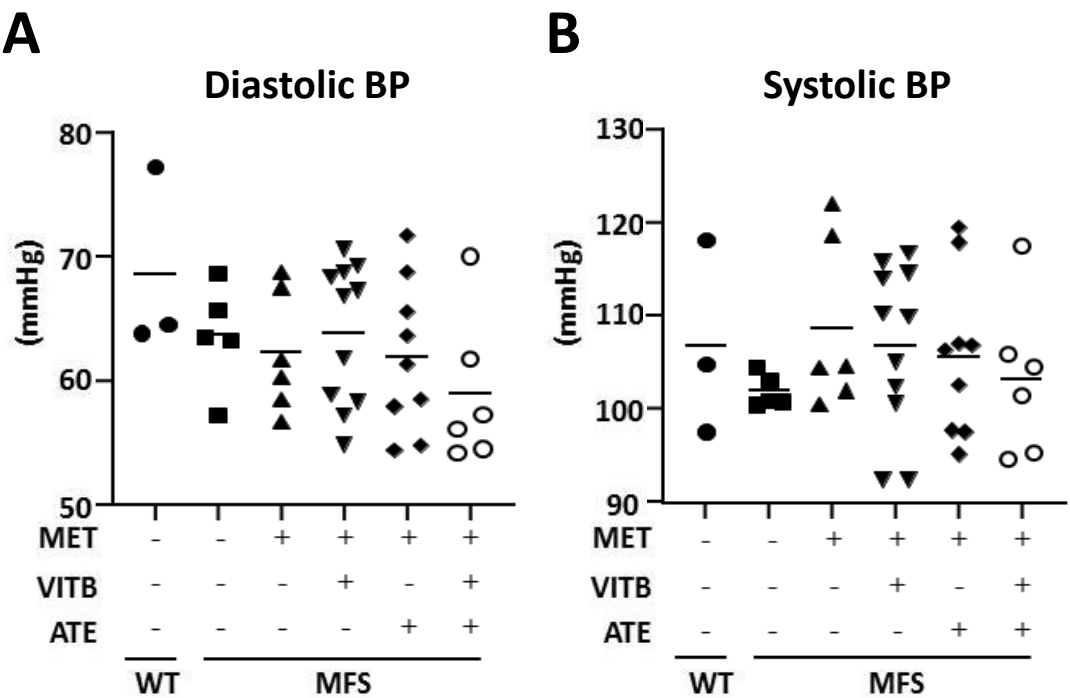 A
B
Diastolic BP
Systolic BP
(mmHg)
80
70
60
50
(mmHg)
130
120
110
100
90
MET - - + + + +
VITB - - - + - +
ATE - - - - + +
WT MFS
MET - - + + + +
VITB - - - + - +
ATE - - - - + +
WT MFS